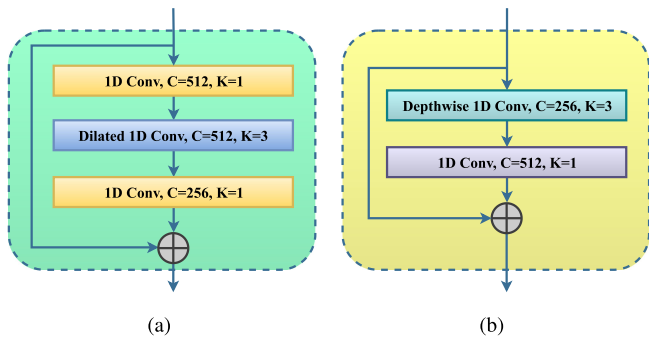 1D Conv, C=512, K=1
Dilated 1D Conv, C=512, K=3
1D Conv, C=256, K=1
(a)
Depthwise 1D Conv, C=256, K=3
1D Conv, C=512, K=1
(b)